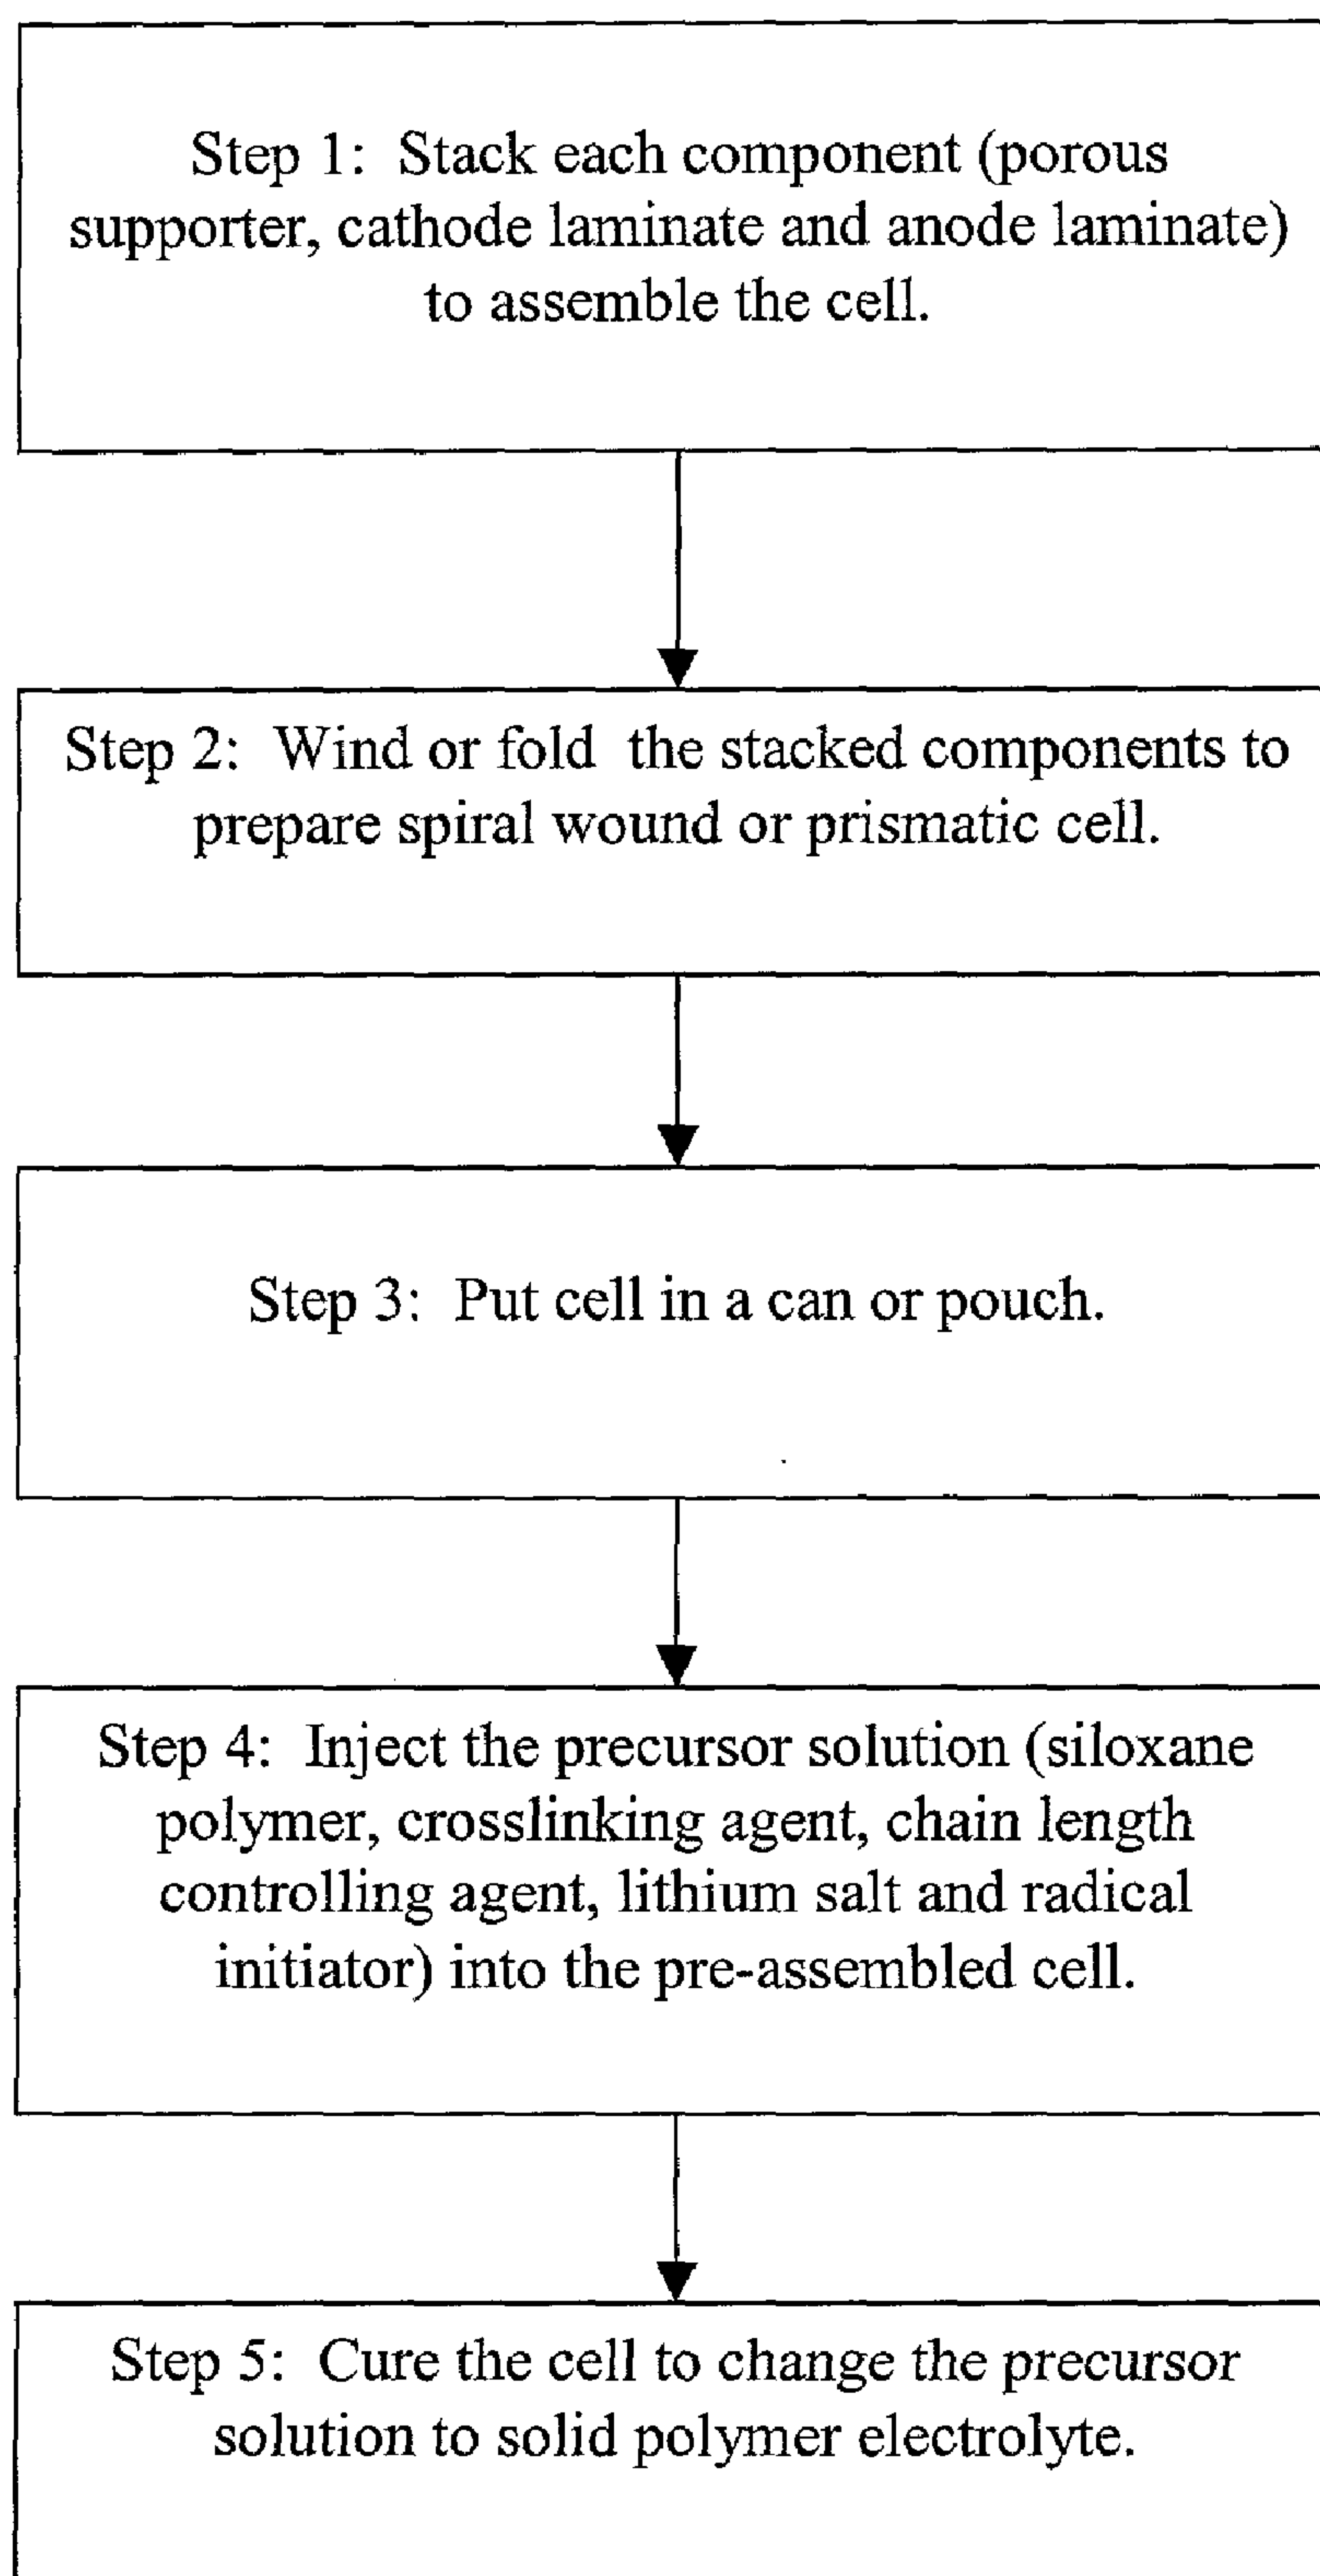 Step 1: Stack each component (porous
supporter, cathode laminate and anode laminate)
to assemble the cell.
Step 2: Wind or fold the stacked components to
prepare spiral wound or prismatic cell.
Step 3: Put cell in a can or pouch.
Step 4: Inject the precursor solution (siloxane
polymer, crosslinking agent, chain length
controlling agent, lithium salt and radical
initiator) into the pre-assembled cell.
Step 5: Cure the cell to change the precursor
solution to solid polymer electrolyte.